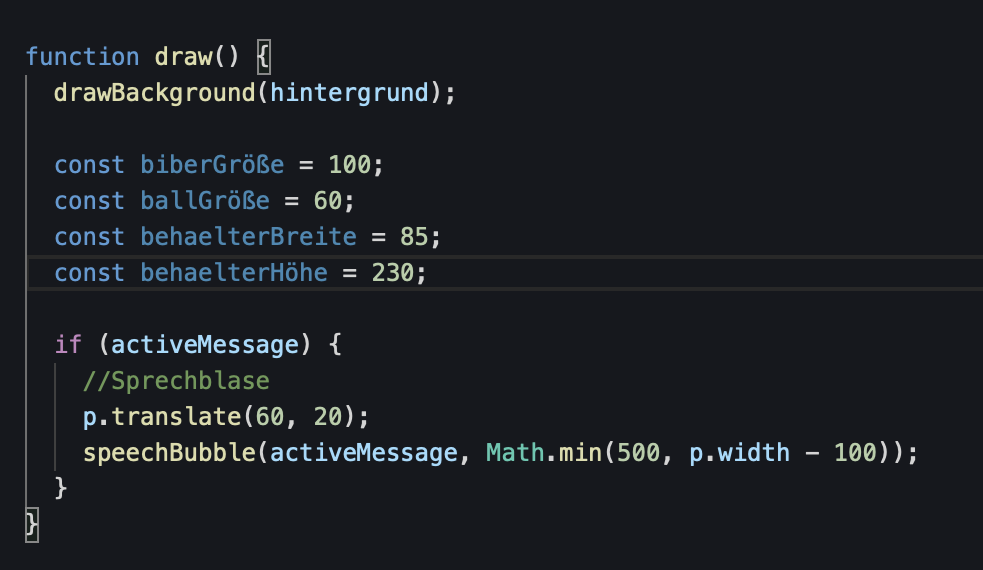 function draw() {
drawBackground(hintergrund);
const biberGröße = 100;
const ballGröße = 60;
const behaelterBreite = 85;
const behaelterHöhe = 230;
if (activeMessage) {
//Sprechblase
p.translate(60, 20);
speechBubble(activeMessage, Math.min(500, p.width - 100));
}
}